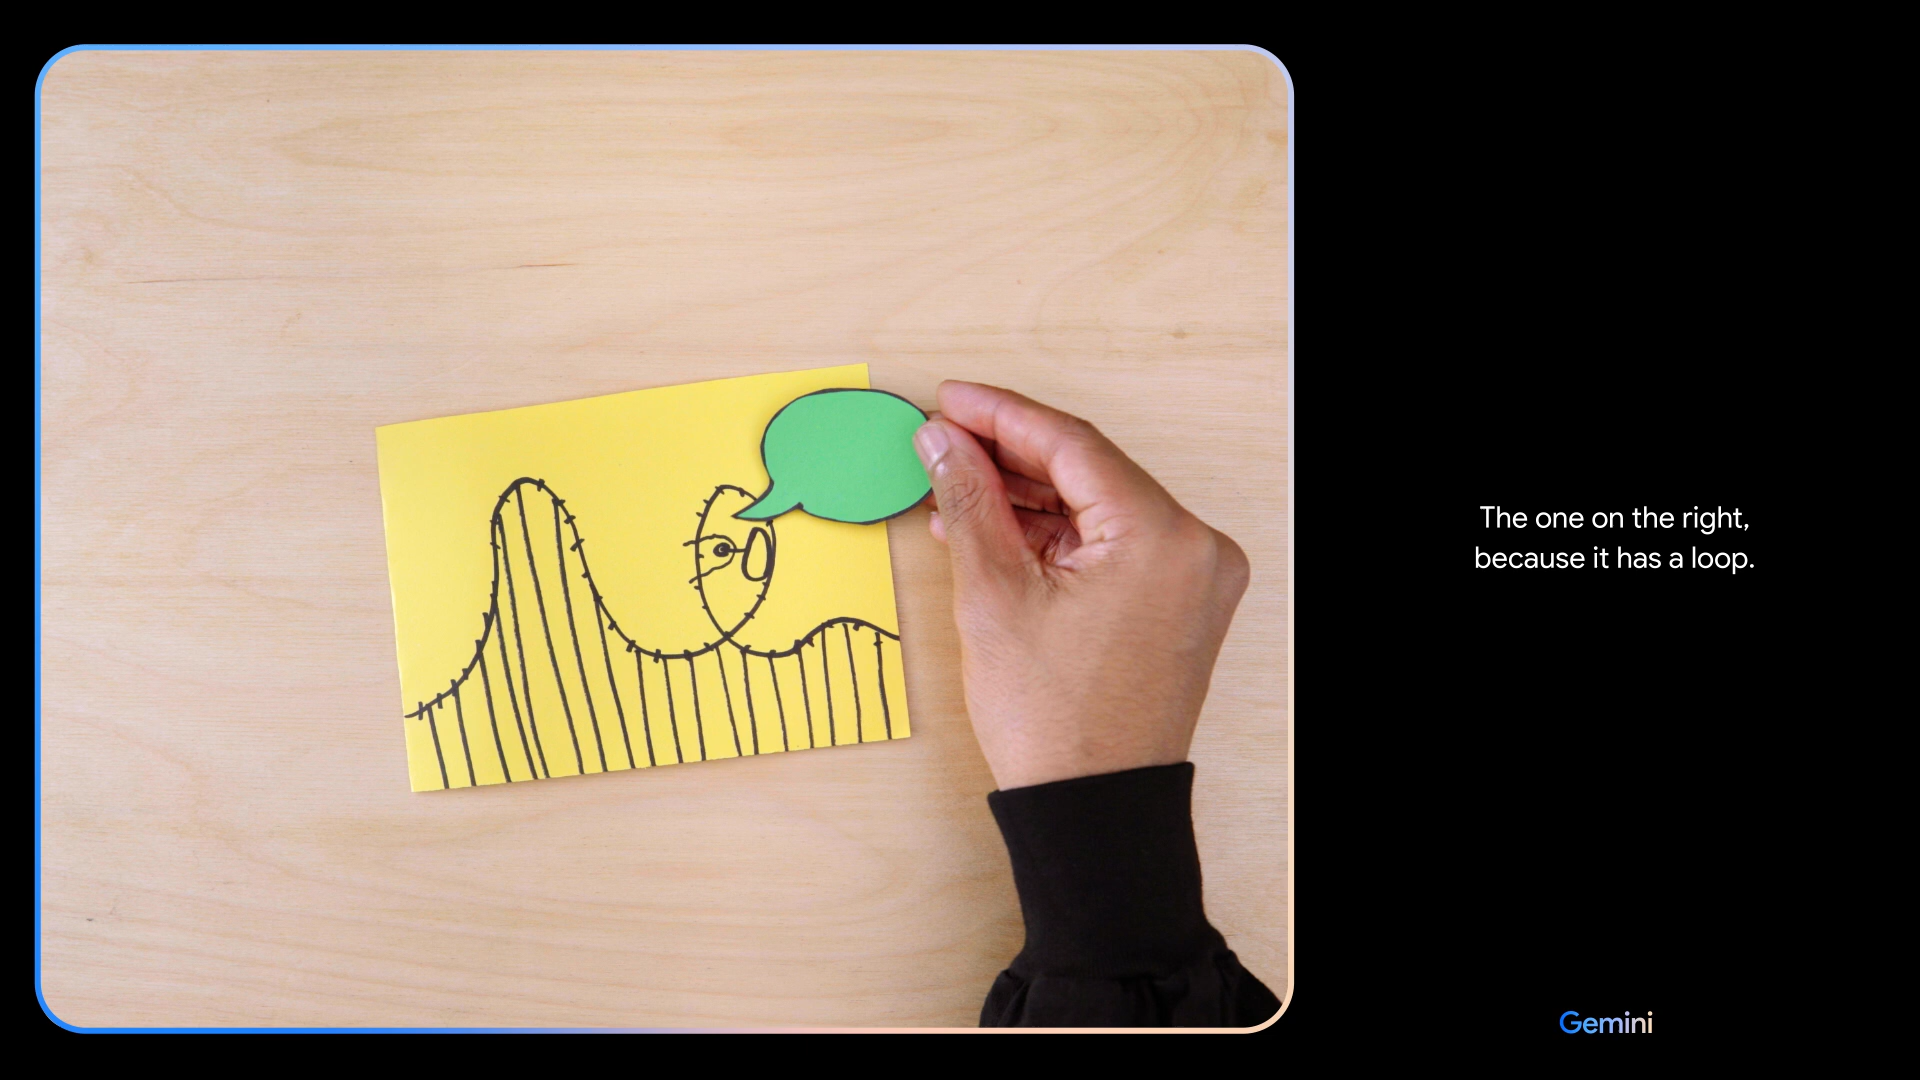 The one on the right,
because it has a loop.
Gemini